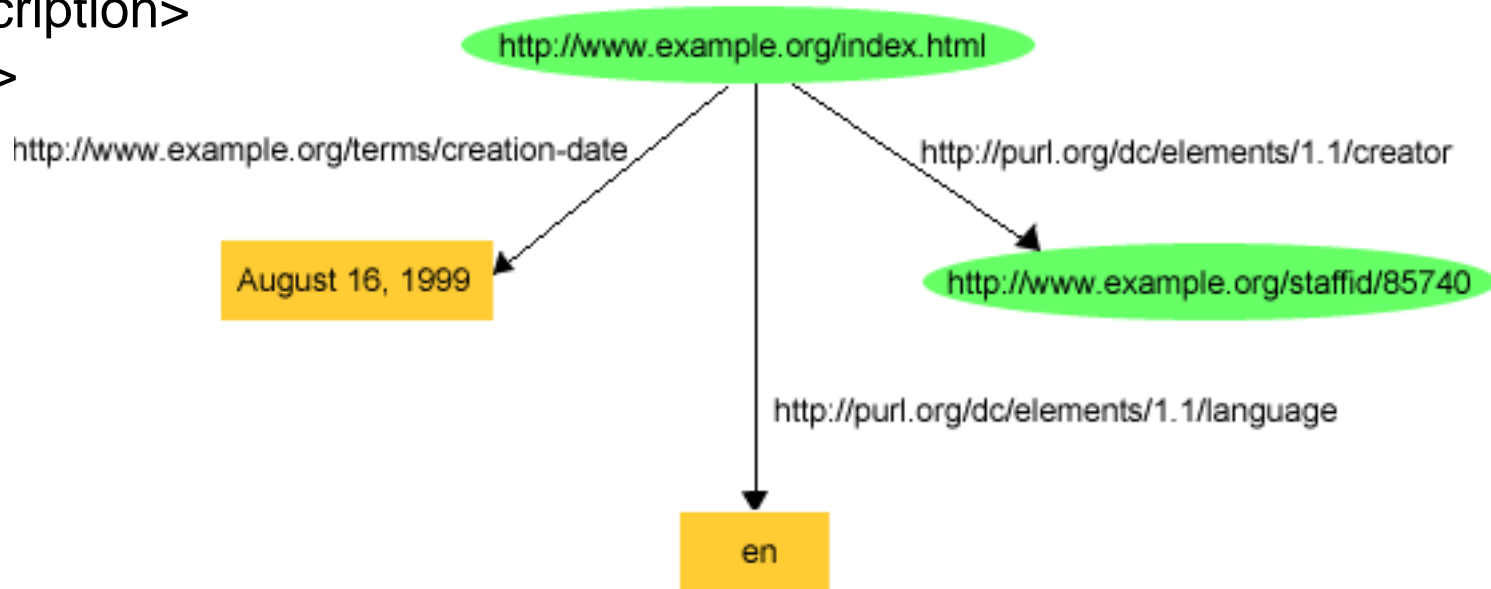 cription>
>
http://www.example.org/index.html
http://www.example.org/terms/creation-date
http://purl.org/dc/elements/1.1/creator
August 16, 1999
http://www.example.org/staffid/85740
http://purl.org/dc/elements/1.1/language
en